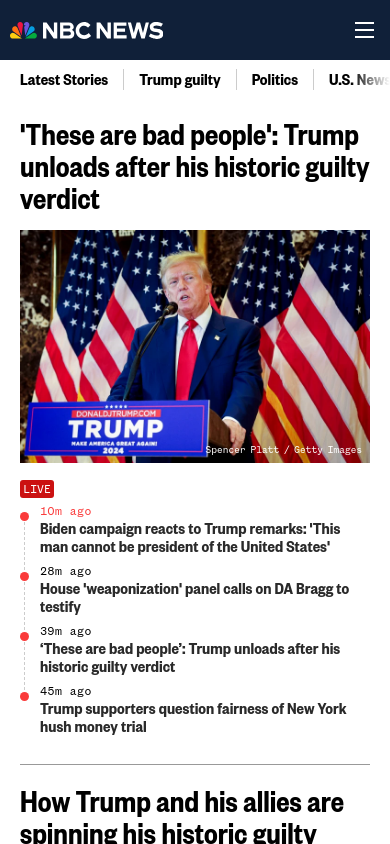 NBC NEWS
Latest Stories
Trump guilty
Politics
U.S. News
'These are bad people': Trump
unloads after his historic guilty
verdict
DONALDJTRUMP.COM
TRUMP
MAKE AMERICA GREAT AGAIN!
2024
Spencer Platt / Getty Images
LIVE
10m ago
Biden campaign reacts to Trump remarks: 'This
man cannot be president of the United States'
28m ago
House 'weaponization' panel calls on DA Bragg to
testify
39m ago
‘These are bad people’: Trump unloads after his
historic guilty verdict
45m ago
Trump supporters question fairness of New York
hush money trial
How Trump and his allies are
spinning his historic guilty